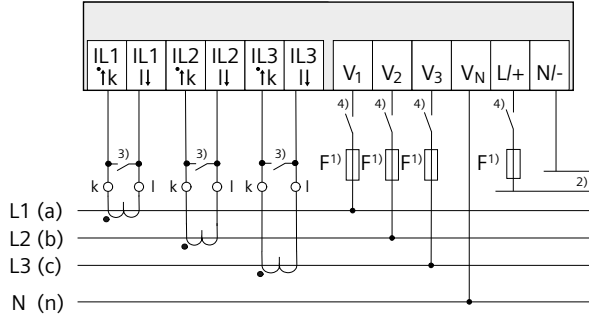 IL1 IL1 IL2 IL2 IL3 IL3
k l k l k l V₁ V₂ V₃ V_N L/+ N/-
4) 4) 4) 4)
3) 3) 3) F¹⁾ F¹⁾ F¹⁾ F¹⁾
k l k l k l 2)
L1 (a)
L2 (b)
L3 (c)
N (n)